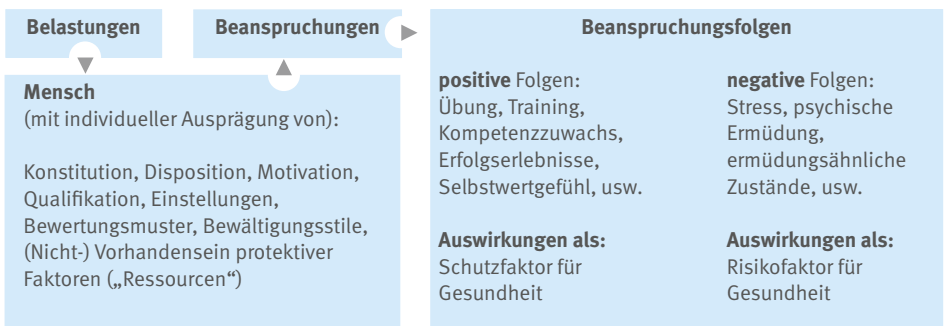 Belastungen
Beanspruchungen
Mensch
(mit individueller Ausprägung von):
Konstitution, Disposition, Motivation,
Qualifikation, Einstellungen,
Bewertungsmuster, Bewältigungsstile,
(Nicht-) Vorhandensein protektiver
Faktoren („Ressourcen“)
Beanspruchungsfolgen
positive Folgen:
Übung, Training,
Kompetenzzuwachs,
Erfolgserlebnisse,
Selbstwertgefühl, usw.
Auswirkungen als:
Schutzfaktor für
Gesundheit
negative Folgen:
Stress, psychische
Ermüdung,
ermüdungsähnliche
Zustände, usw.
Auswirkungen als:
Risikofaktor für
Gesundheit